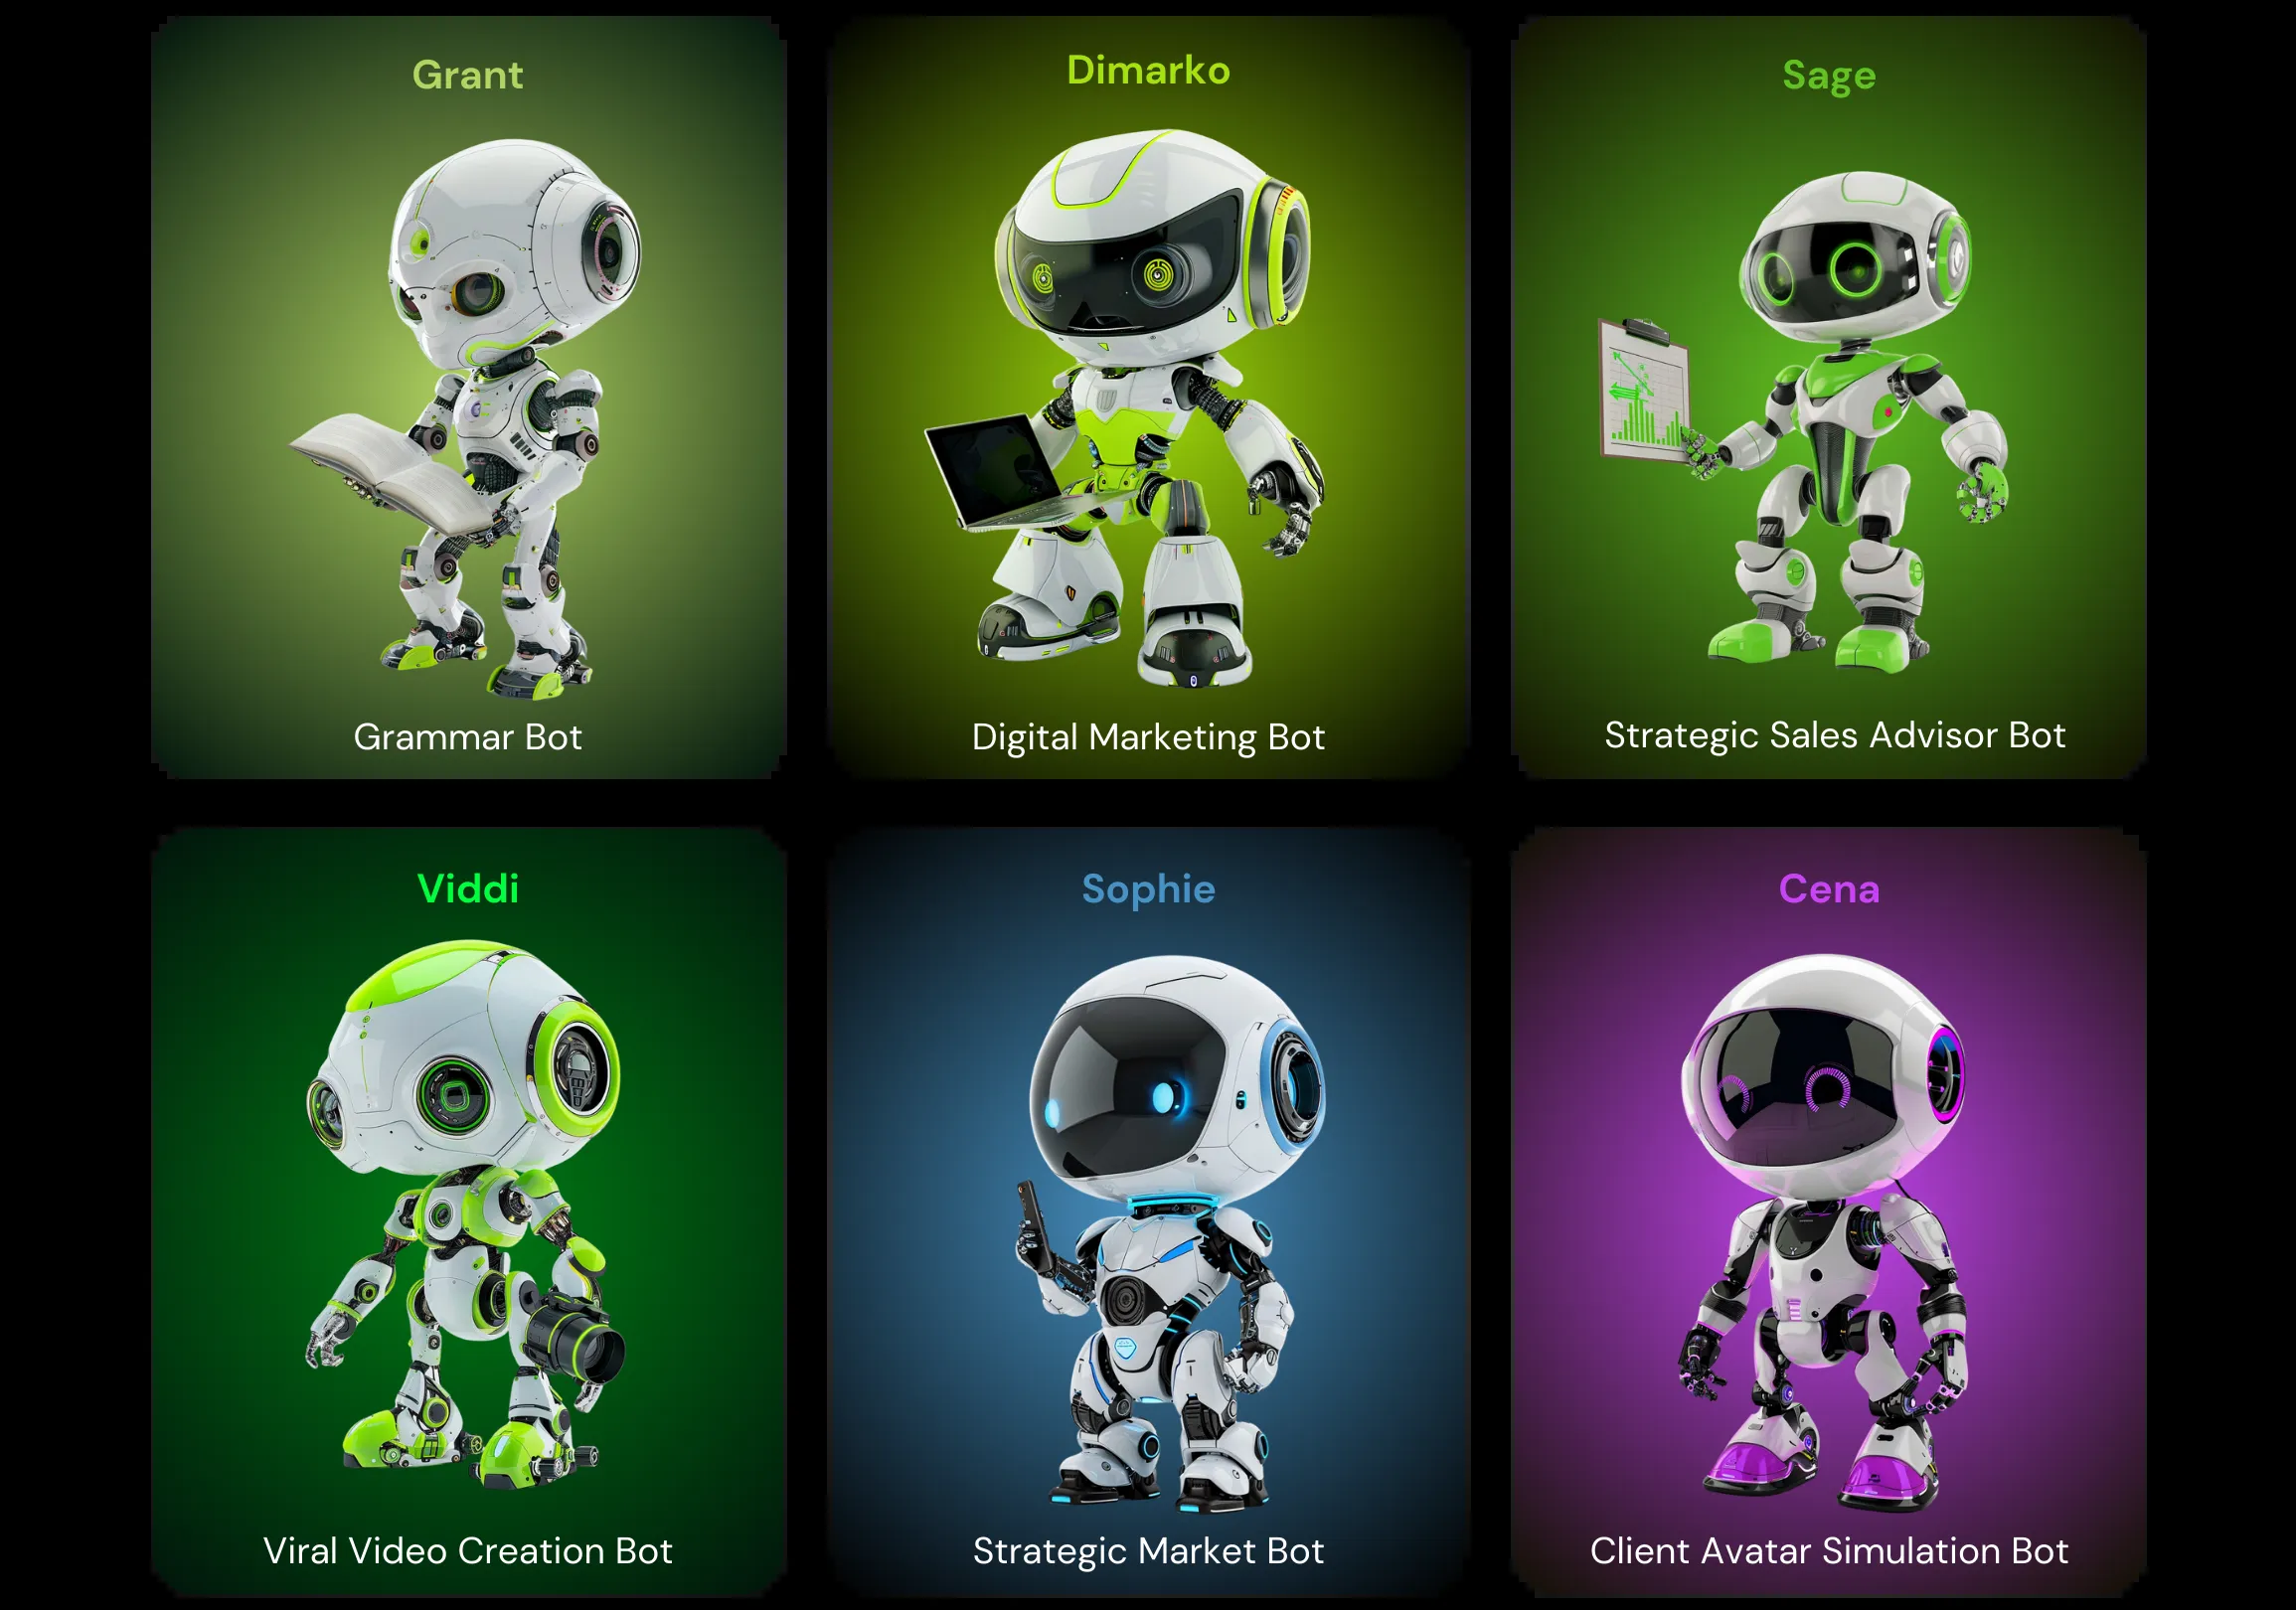 Grant
Dimarko
Sage
Grammar Bot
Digital Marketing Bot
Strategic Sales Advisor Bot
Viddi
Sophie
Cena
Viral Video Creation Bot
Strategic Market Bot
Client Avatar Simulation Bot